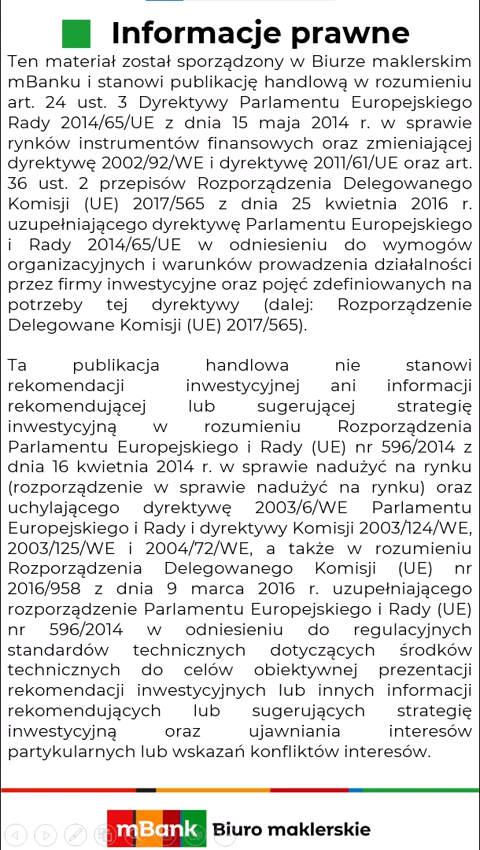 Informacje prawne
Ten materiał został sporządzony w Biurze maklerskim
mBanku i stanowi publikację handlową w rozumieniu
art. 24 ust. 3 Dyrektywy Parlamentu Europejskiego
Rady 2014/65/UE z dnia 15 maja 2014 r. w sprawie
rynków instrumentów finansowych oraz zmieniającej
dyrektywę 2002/92/WE i dyrektywę 2011/61/UE oraz art.
36 ust. 2 przepisów Rozporządzenia Delegowanego
Komisji (UE) 2017/565 z dnia 25 kwietnia 2016 r.
uzupełniającego dyrektywę Parlamentu Europejskiego
i Rady 2014/65/UE w odniesieniu do wymogów
organizacyjnych i warunków prowadzenia działalności
przez firmy inwestycyjne oraz pojęć zdefiniowanych na
potrzeby tej dyrektywy (dalej: Rozporządzenie
Delegowane Komisji (UE) 2017/565).
Ta publikacja handlowa nie stanowi
rekomendacji inwestycyjnej ani informacji
rekomendującej lub sugerującej strategię
inwestycyjną w rozumieniu Rozporządzenia
Parlamentu Europejskiego i Rady (UE) nr 596/2014 z
dnia 16 kwietnia 2014 r. w sprawie nadużyć na rynku
(rozporządzenie w sprawie nadużyć na rynku) oraz
uchylającego dyrektywę 2003/6/WE Parlamentu
Europejskiego i Rady i dyrektywy Komisji 2003/124/WE,
2003/125/WE i 2004/72/WE, a także w rozumieniu
Rozporządzenia Delegowanego Komisji (UE) nr
2016/958 z dnia 9 marca 2016 r. uzupełniającego
rozporządzenie Parlamentu Europejskiego i Rady (UE)
nr 596/2014 w odniesieniu do regulacyjnych
standardów technicznych dotyczących środków
technicznych do celów obiektywnej prezentacji
rekomendacji inwestycyjnych lub innych informacji
rekomendujących lub sugerujących strategię
inwestycyjną oraz ujawniania interesów
partykularnych lub wskazań konfliktów interesów.
mBank Biuro maklerskie